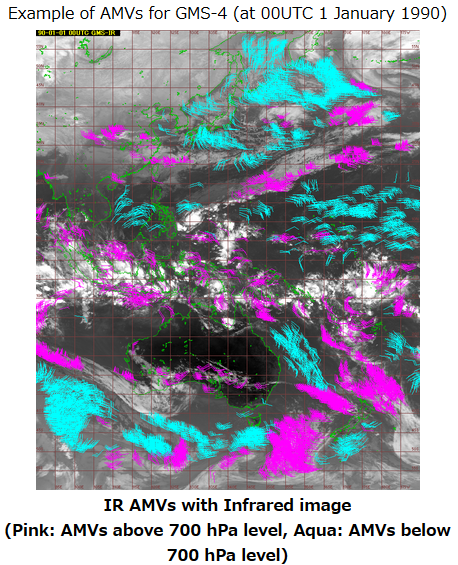 Example of AMVs for GMS-4 (at 00UTC 1 January 1990)
90-01-01 00UTC GMS-IR
IR AMVs with Infrared image
(Pink: AMVs above 700 hPa level, Aqua: AMVs below
700 hPa level)